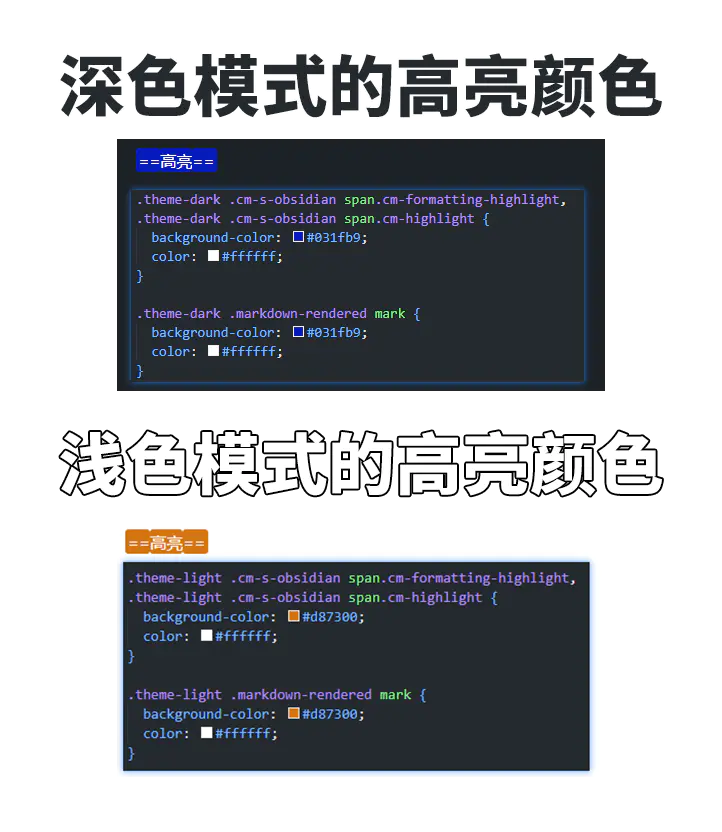 深色模式的高亮颜色
==高亮==
.theme-dark .cm-s-obsidian span.cm-formatting-highlight,
.theme-dark .cm-s-obsidian span.cm-highlight {
  background-color: #031fb9;
  color: #ffffff;
}
.theme-dark .markdown-rendered mark {
  background-color: #031fb9;
  color: #ffffff;
}
浅色模式的高亮颜色
==高亮==
.theme-light .cm-s-obsidian span.cm-formatting-highlight,
.theme-light .cm-s-obsidian span.cm-highlight {
  background-color: #d87300;
  color: #ffffff;
}
.theme-light .markdown-rendered mark {
  background-color: #d87300;
  color: #ffffff;
}